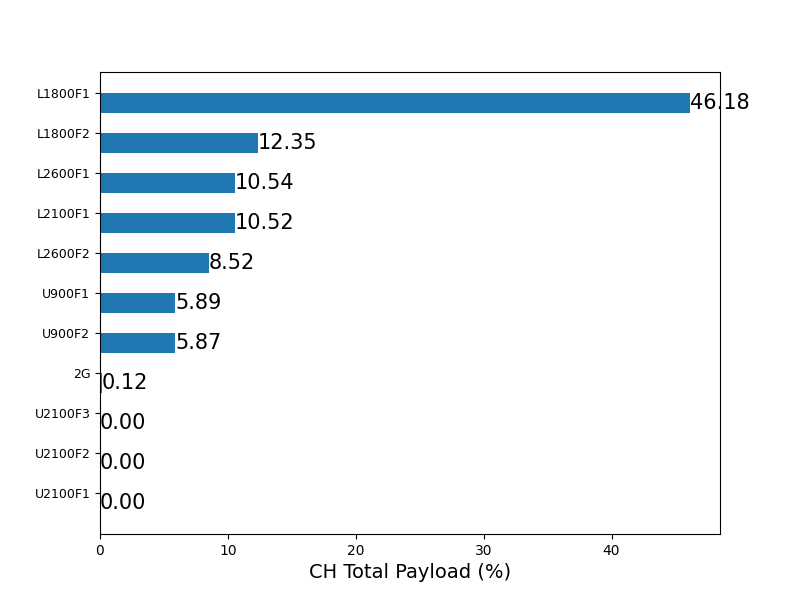 L1800F1 46.18
L1800F2 12.35
L2600F1 10.54
L2100F1 10.52
L2600F2 8.52
U900F1 5.89
U900F2 5.87
2G 0.12
U2100F3 0.00
U2100F2 0.00
U2100F1 0.00
0 10 20 30 40
CH Total Payload (%)